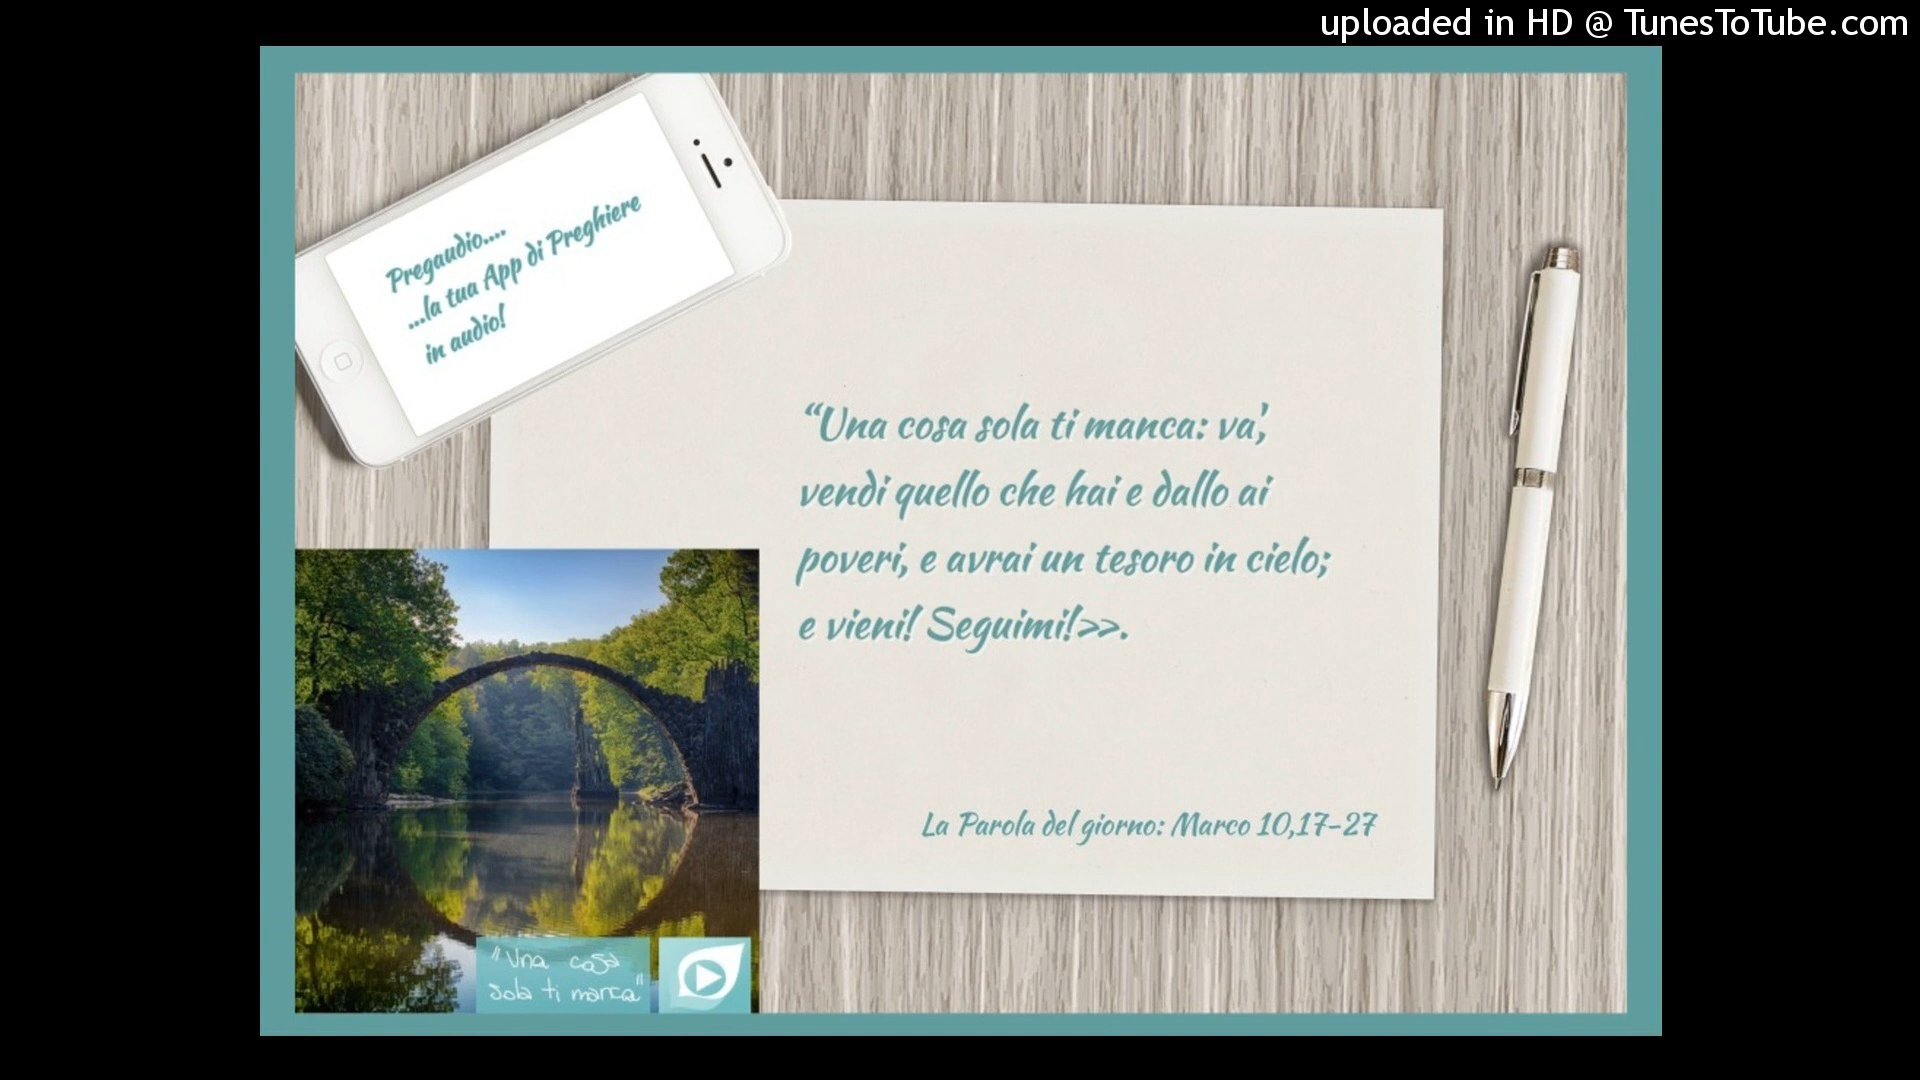 uploaded in HD @ TunesToTube.com
Pregaudio....
...la tua App di Preghiere
in audio!
“Una cosa sola ti manca: va',
vendi quello che hai e dallo ai
poveri, e avrai un tesoro in cielo;
e vieni! Seguimi!>>.
La Parola del giorno: Marco 10,17-27
"Una cosa
sola ti manca"